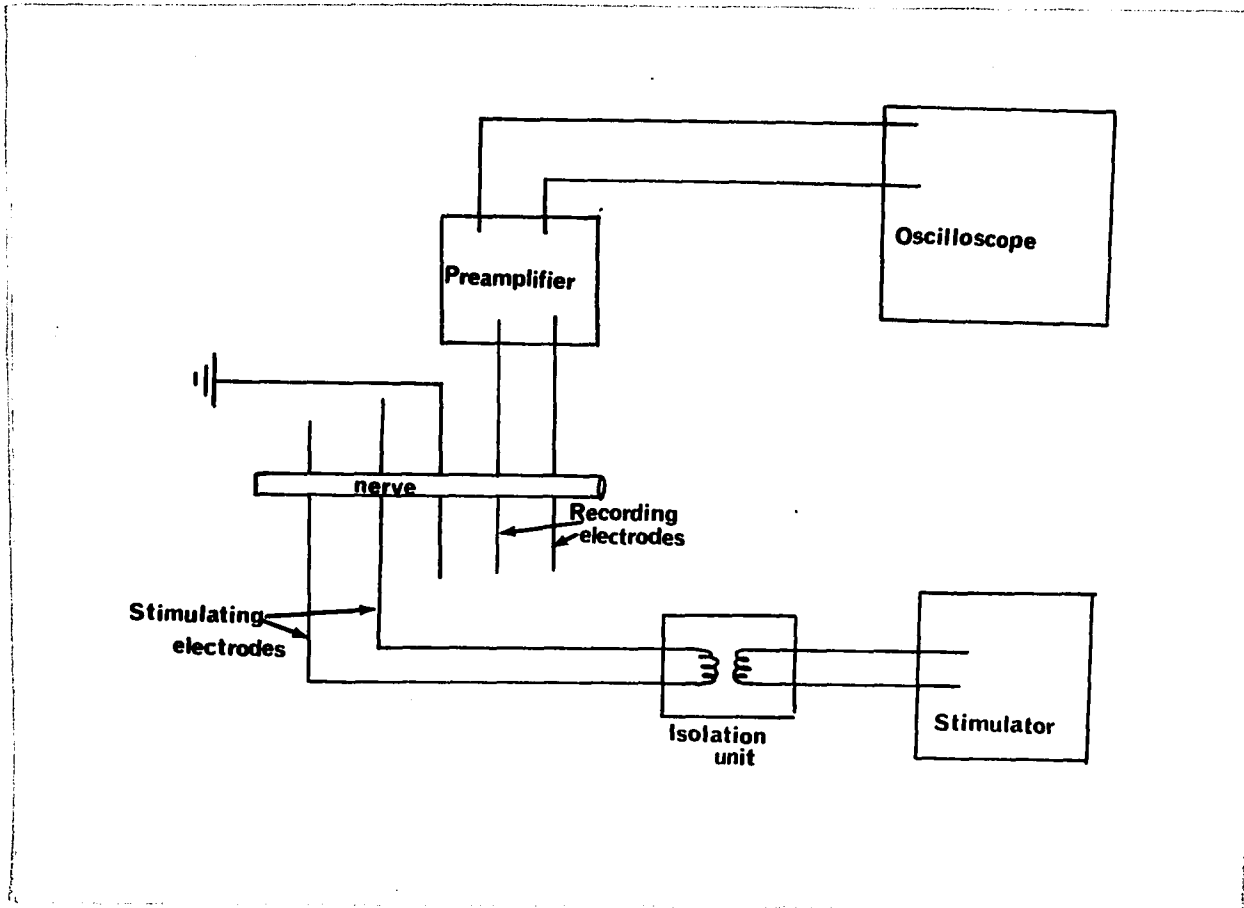 Oscilloscope
Preamplifier
nerve
Recording
electrodes
Stimulating
electrodes
Isolation
unit
Stimulator